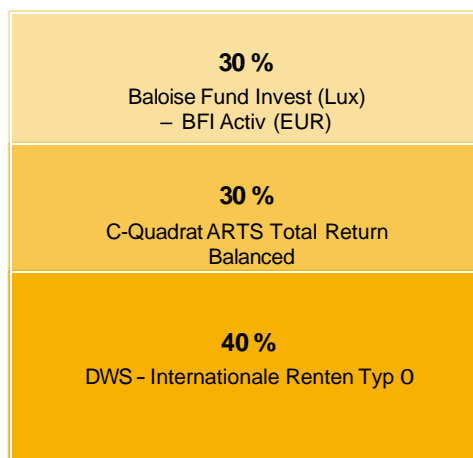 30 %
Baloise Fund Invest (Lux)
– BFI Activ (EUR)
30 %
C-Quadrat ARTS Total Return
Balanced
40 %
DWS – Internationale Renten Typ O